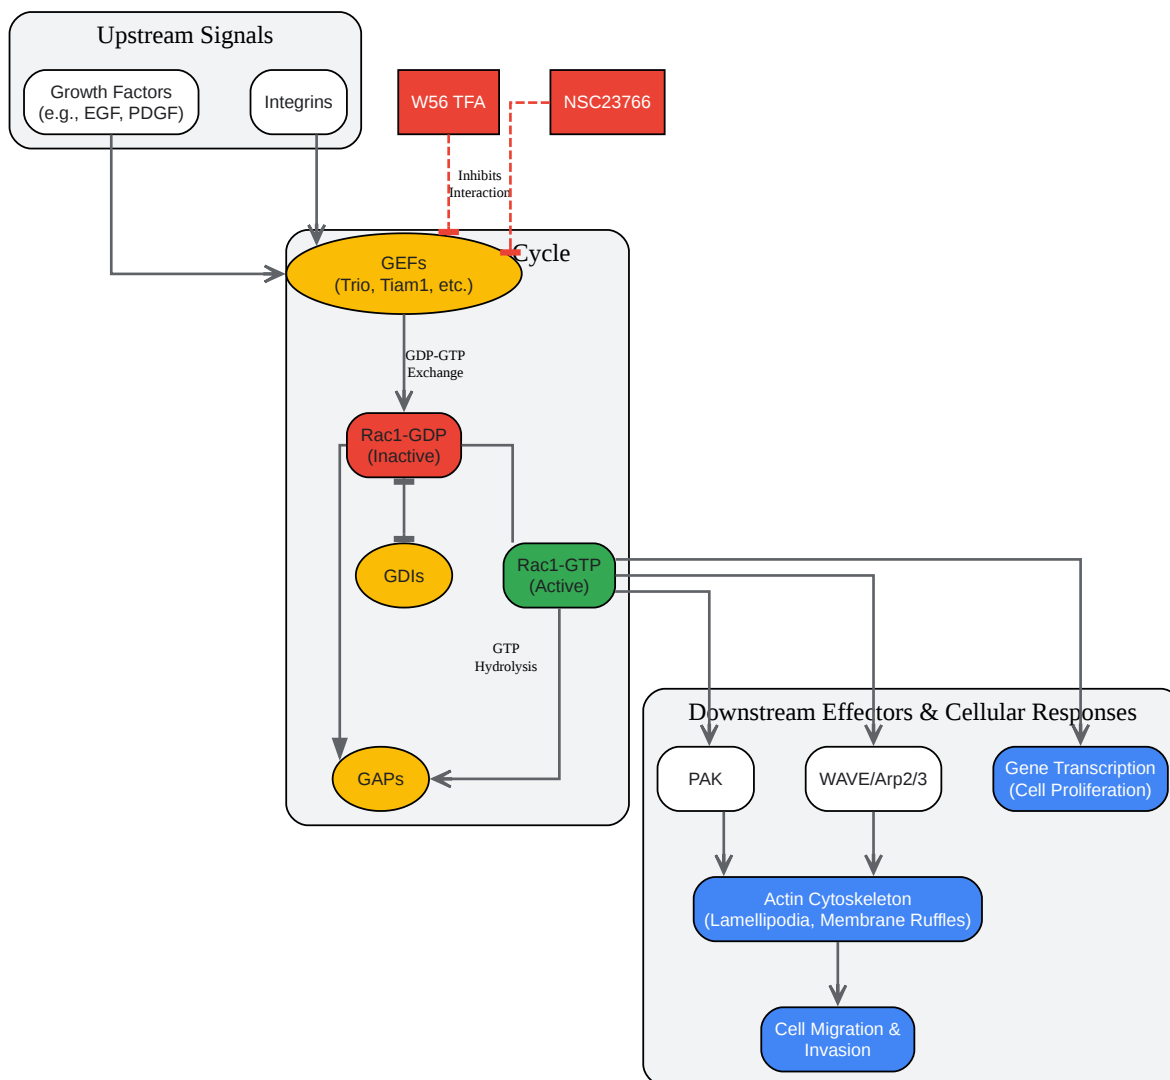 Upstream Signals
Growth Factors
(e.g., EGF, PDGF)
Integrins
W56 TFA
NSC23766
Inhibits
Interaction
Cycle
GEFs
(Trio, Tiam1, etc.)
GDP-GTP
Exchange
Rac1-GDP
(Inactive)
GDIs
Rac1-GTP
(Active)
GTP
Hydrolysis
GAPs
Downstream Effectors & Cellular Responses
PAK
WAVE/Arp2/3
Gene Transcription
(Cell Proliferation)
Actin Cytoskeleton
(Lamellipodia, Membrane Ruffles)
Cell Migration &
Invasion